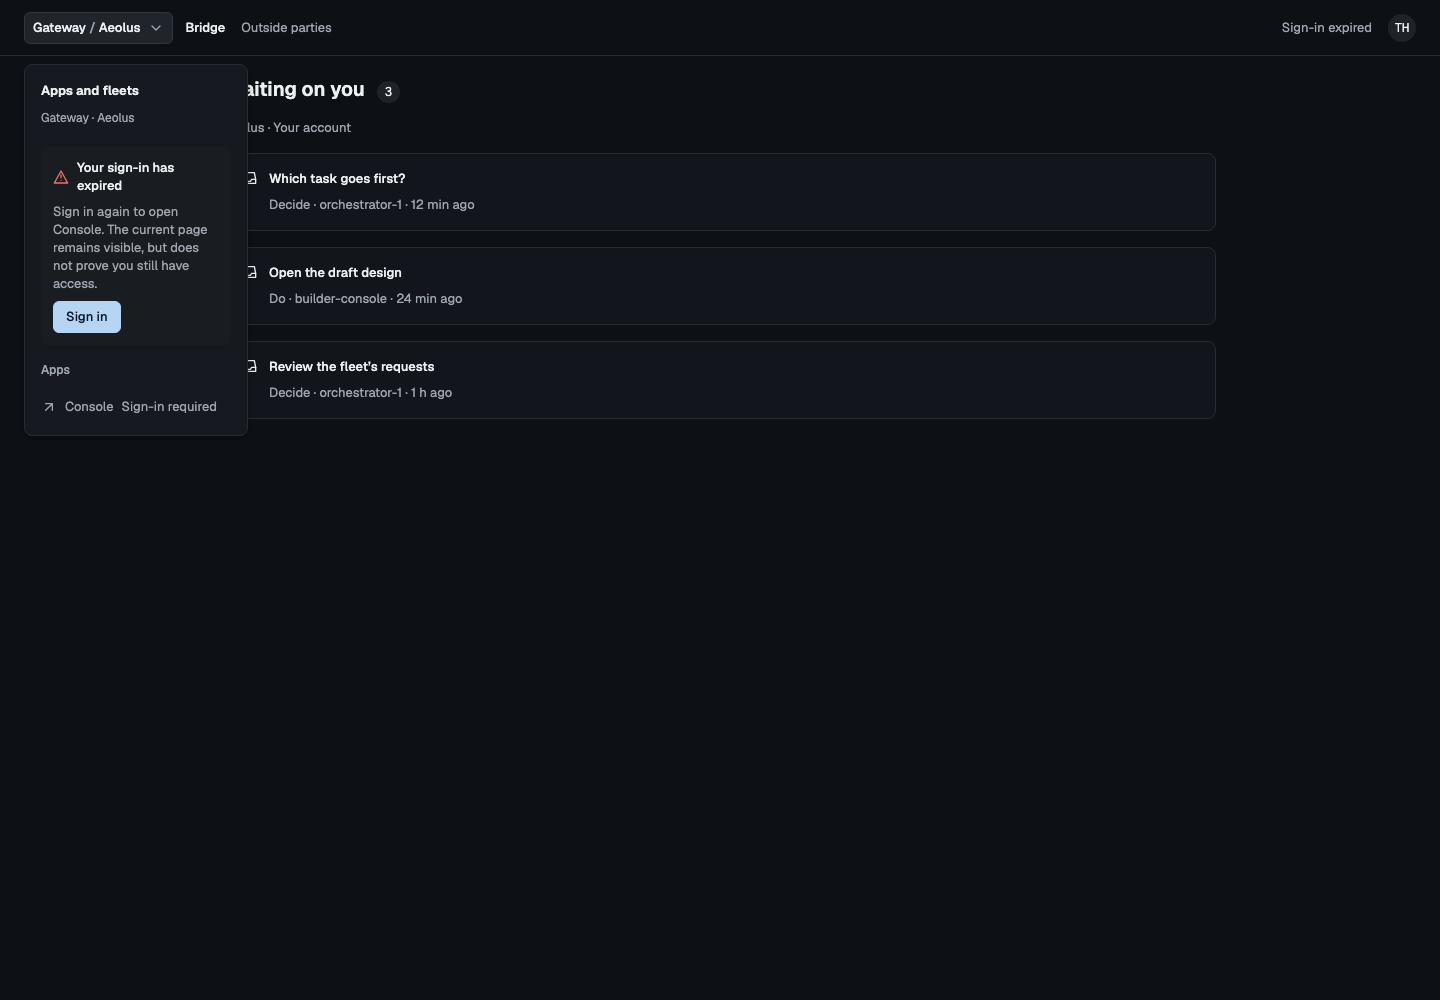 Gateway / Aeolus
Bridge
Outside parties
Sign-in expired
TH
Apps and fleets
Gateway · Aeolus
Your sign-in has
expired
Sign in again to open
Console. The current page
remains visible, but does
not prove you still have
access.
Sign in
Apps
Console Sign-in required
aiting on you 3
lus · Your account
Which task goes first?
Decide · orchestrator-1 · 12 min ago
Open the draft design
Do · builder-console · 24 min ago
Review the fleet's requests
Decide · orchestrator-1 · 1 h ago